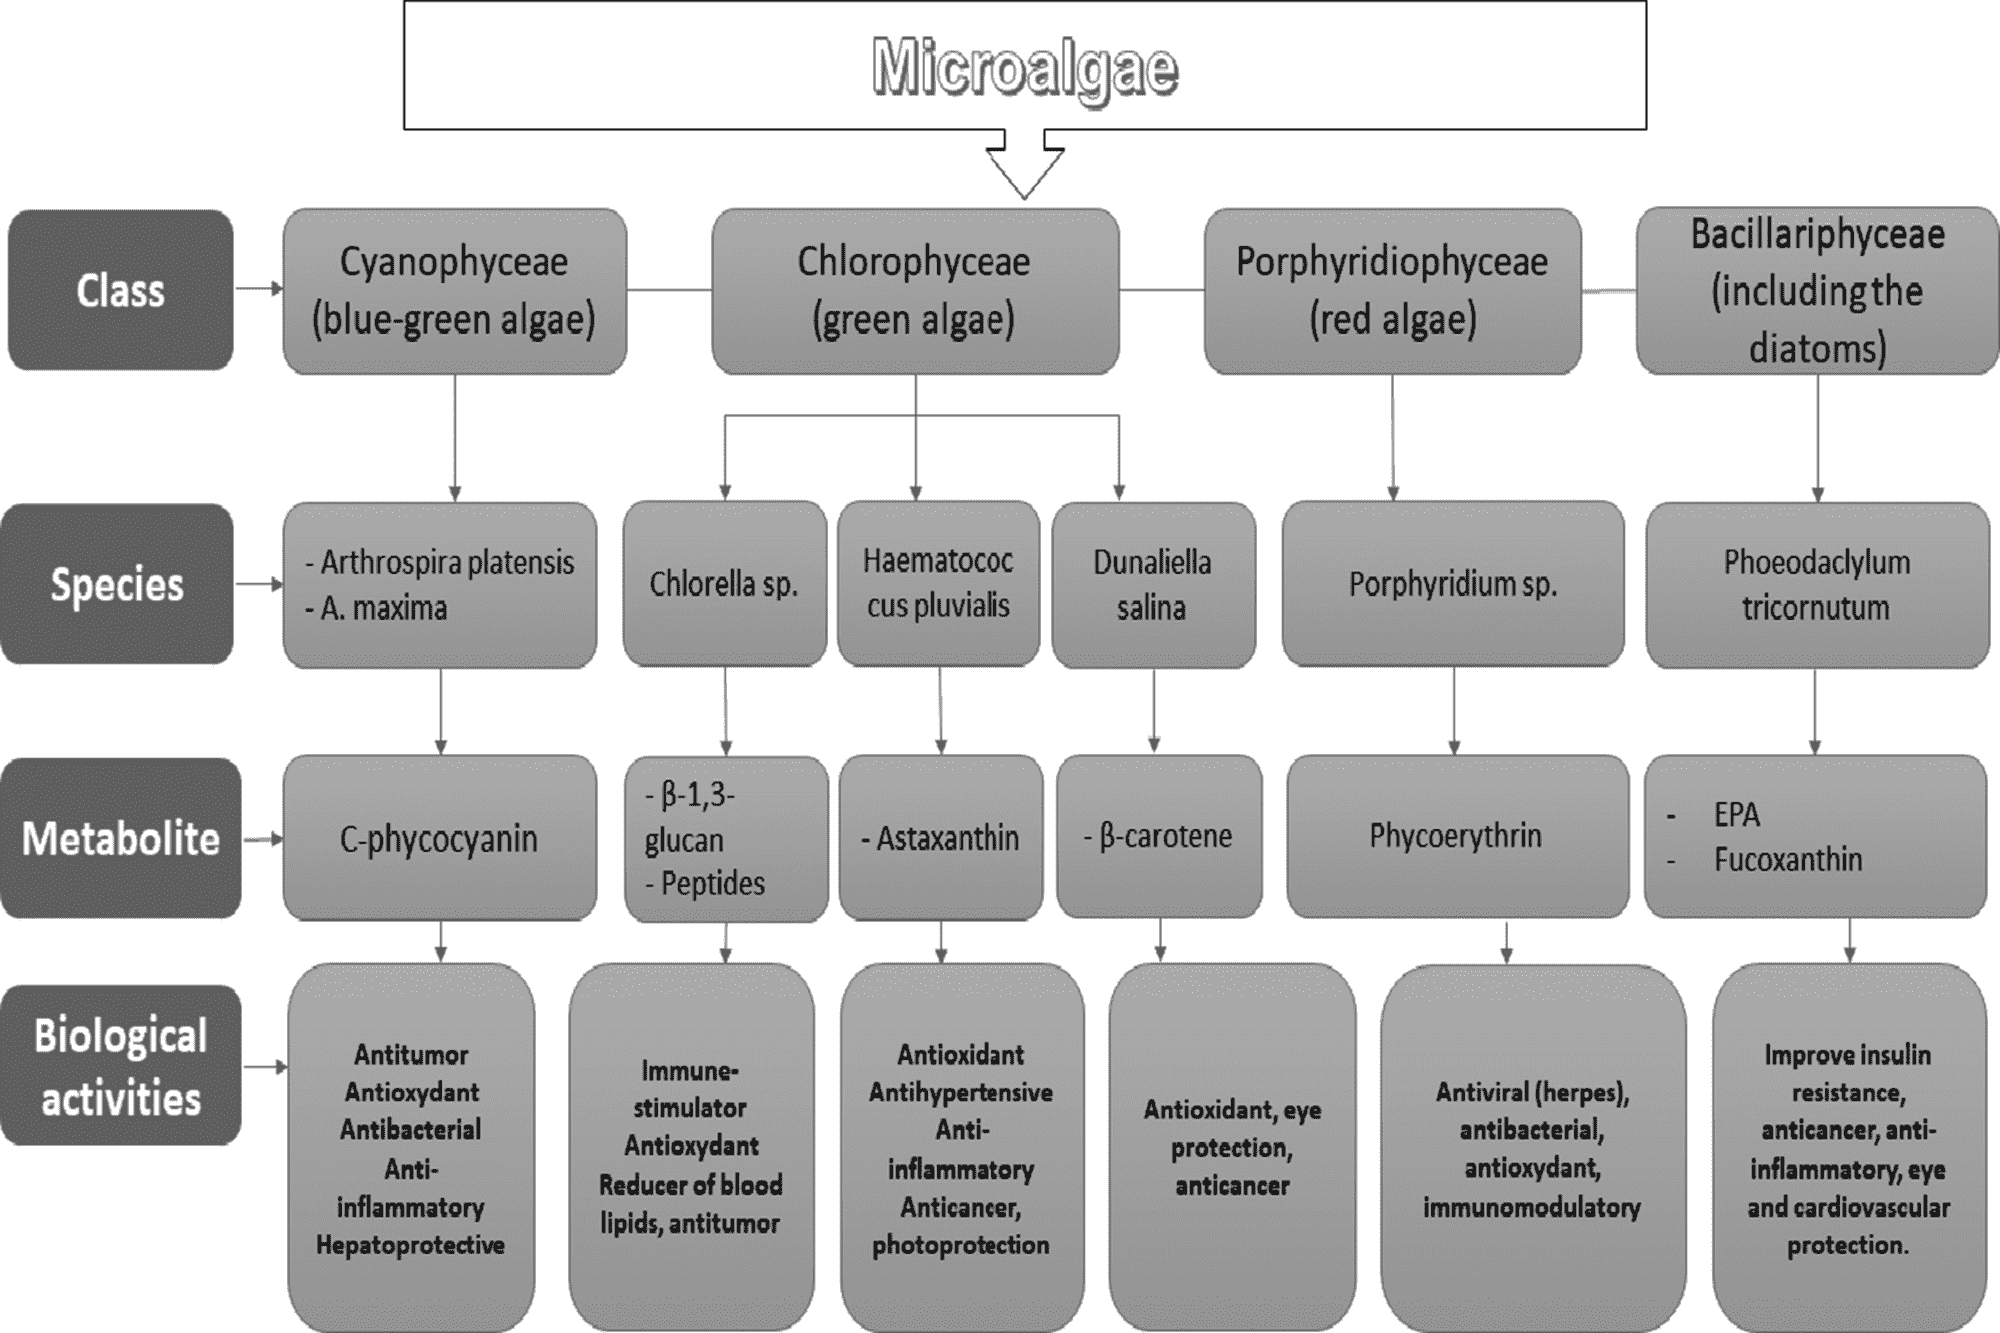 Microalgae
Class
Cyanophyceae
(blue-green algae)
Chlorophyceae
(green algae)
Porphyridiophyceae
(red algae)
Bacillariphyceae
(including the
diatoms)
Species
- Arthrospira platensis
- A. maxima
Chlorella sp.
Haematococ
cus pluvialis
Dunaliella
salina
Porphyridium sp.
Phoeodaclylum
tricornutum
Metabolite
C-phycocyanin
- β-1,3-
glucan
- Peptides
- Astaxanthin
- β-carotene
Phycoerythrin
- EPA
- Fucoxanthin
Biological
activities
Antitumor
Antioxydant
Antibacterial
Anti-
inflammatory
Hepatoprotective
Immune-
stimulator
Antioxydant
Reducer of blood
lipids, antitumor
Antioxidant
Antihypertensive
Anti-
inflammatory
Anticancer,
photoprotection
Antioxidant, eye
protection,
anticancer
Antiviral (herpes),
antibacterial,
antioxydant,
immunomodulatory
Improve insulin
resistance,
anticancer, anti-
inflammatory, eye
and cardiovascular
protection.